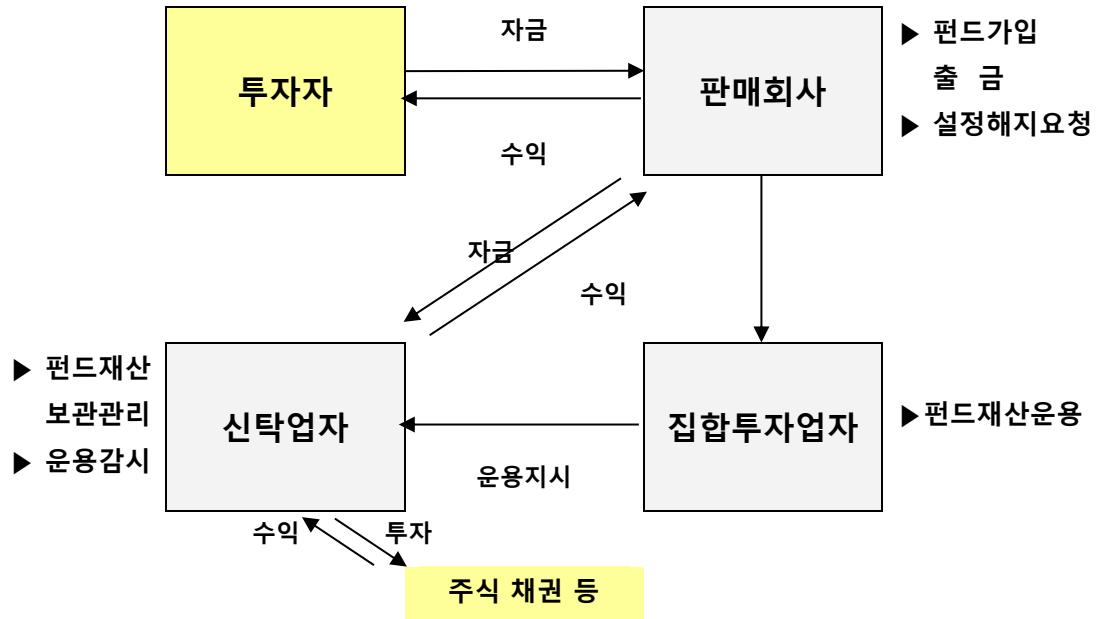 자금
투자자
판매회사
▶ 펀드가입
출 금
▶ 설정해지요청
수익
자금
수익
▶ 펀드재산
보관관리
▶ 운용감시
신탁업자
집합투자업자
▶펀드재산운용
운용지시
수익
투자
주식 채권 등